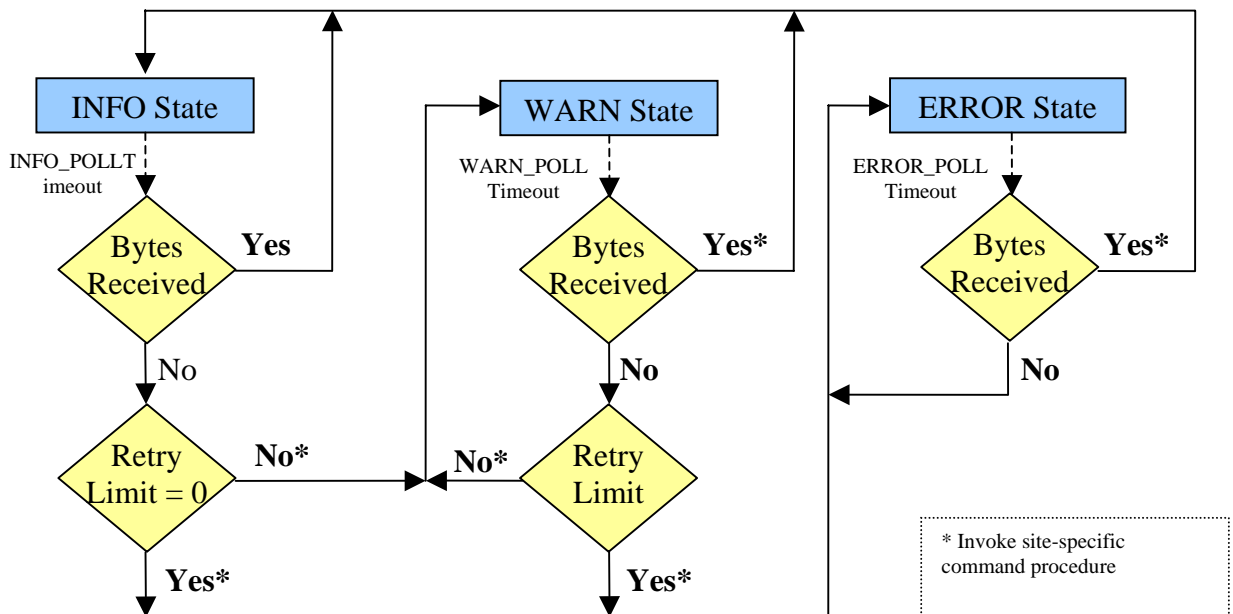 INFO State
WARN State
ERROR State
INFO_POLLT
imeout
WARN_POLL
Timeout
ERROR_POLL
Timeout
Bytes
Received
Yes
Bytes
Received
Yes*
Bytes
Received
Yes*
No
No
No
Retry
Limit = 0
No*
No*
Retry
Limit
Yes*
Yes*
* Invoke site-specific
command procedure